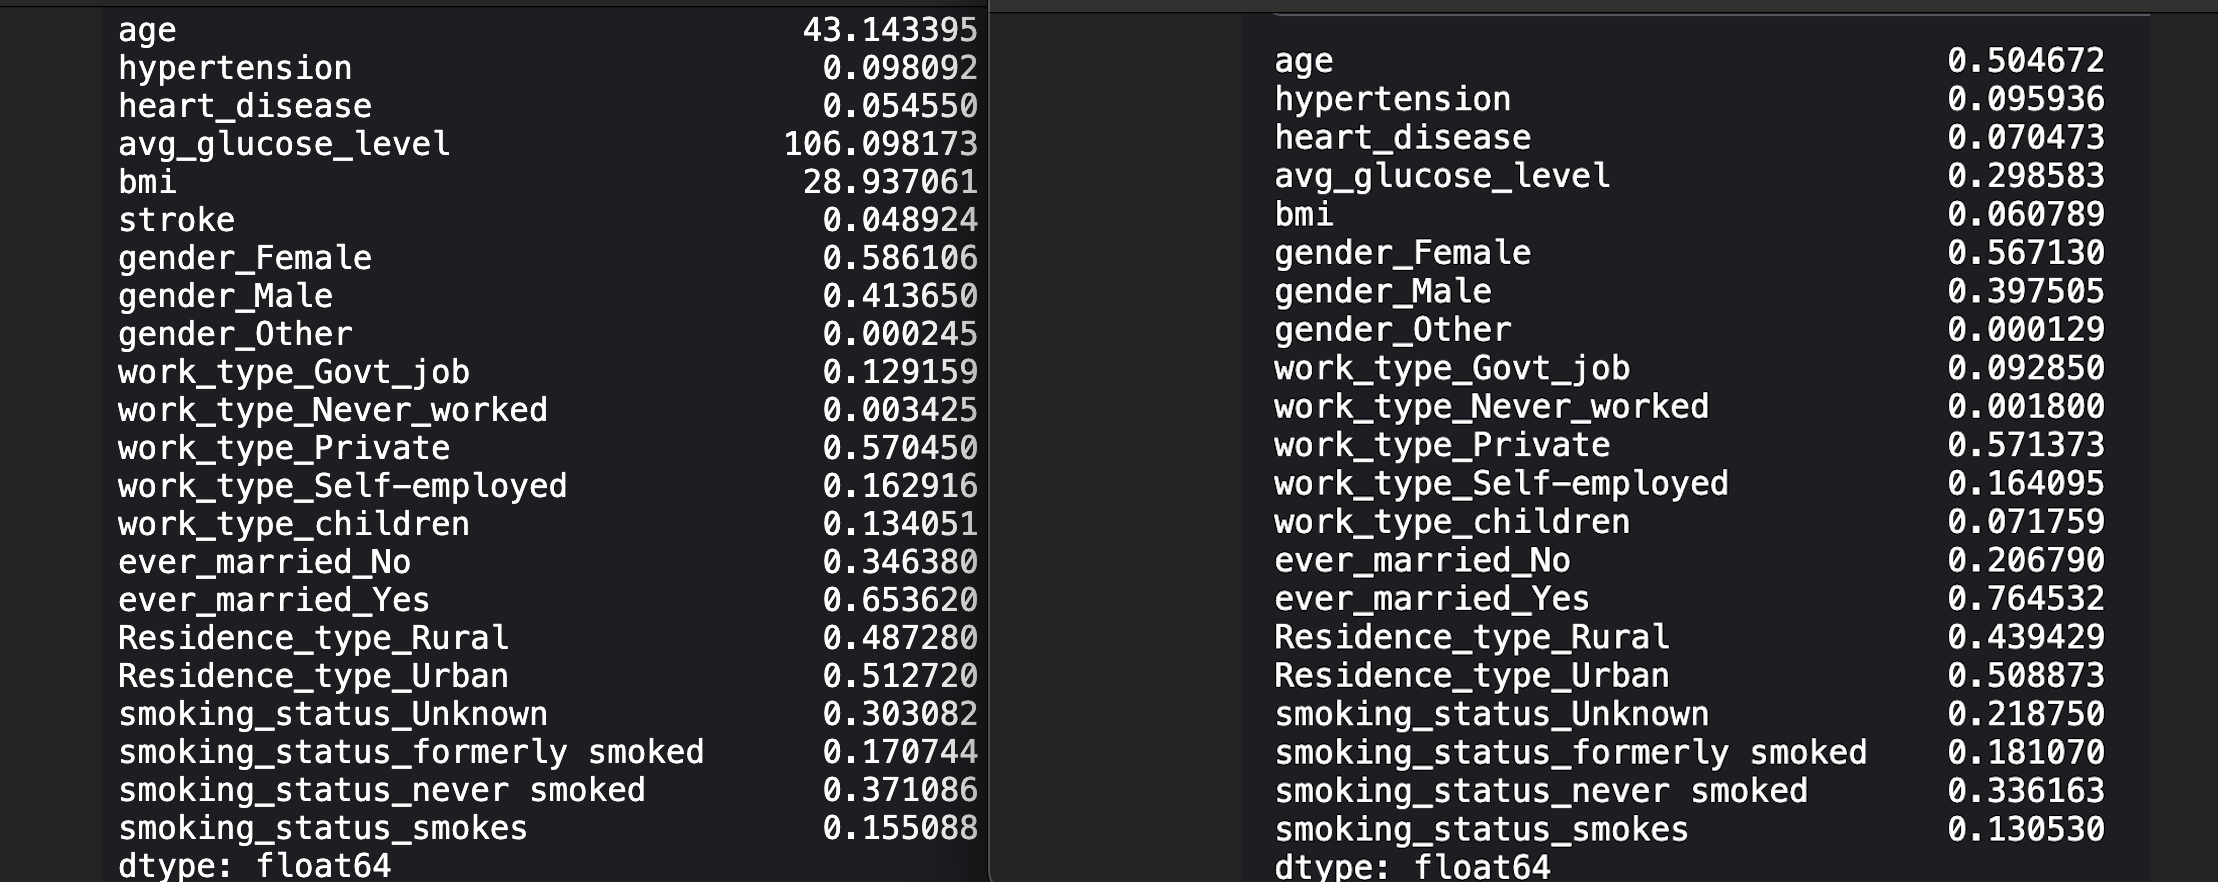 age 43.143395
hypertension 0.098092
heart_disease 0.054550
avg_glucose_level 106.098173
bmi 28.937061
stroke 0.048924
gender_Female 0.586106
gender_Male 0.413650
gender_Other 0.000245
work_type_Govt_job 0.129159
work_type_Never_worked 0.003425
work_type_Private 0.570450
work_type_Self-employed 0.162916
work_type_children 0.134051
ever_married_No 0.346380
ever_married_Yes 0.653620
Residence_type_Rural 0.487280
Residence_type_Urban 0.512720
smoking_status_Unknown 0.303082
smoking_status_formerly smoked 0.170744
smoking_status_never smoked 0.371086
smoking_status_smokes 0.155088
dtype: float64
age 0.504672
hypertension 0.095936
heart_disease 0.070473
avg_glucose_level 0.298583
bmi 0.060789
gender_Female 0.567130
gender_Male 0.397505
gender_Other 0.000129
work_type_Govt_job 0.092850
work_type_Never_worked 0.001800
work_type_Private 0.571373
work_type_Self-employed 0.164095
work_type_children 0.071759
ever_married_No 0.206790
ever_married_Yes 0.764532
Residence_type_Rural 0.439429
Residence_type_Urban 0.508873
smoking_status_Unknown 0.218750
smoking_status_formerly smoked 0.181070
smoking_status_never smoked 0.336163
smoking_status_smokes 0.130530
dtype: float64